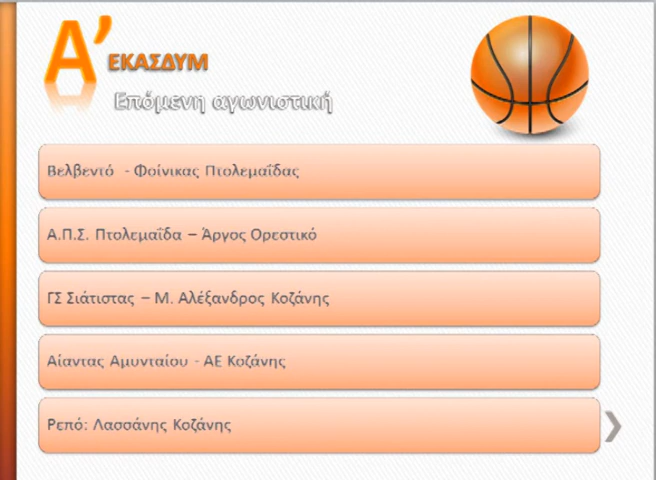 Α’ ΕΚΑΣΔΥΜ
Επόμενη αγωνιστική
Βελβεντό - Φοίνικας Πτολεμαΐδας
Α.Π.Σ. Πτολεμαΐδα – Άργος Ορεστικό
ΓΣ Σιάτιστας – Μ. Αλέξανδρος Κοζάνης
Αίαντας Αμυνταίου - ΑΕ Κοζάνης
Ρεπό: Λασσάνης Κοζάνης